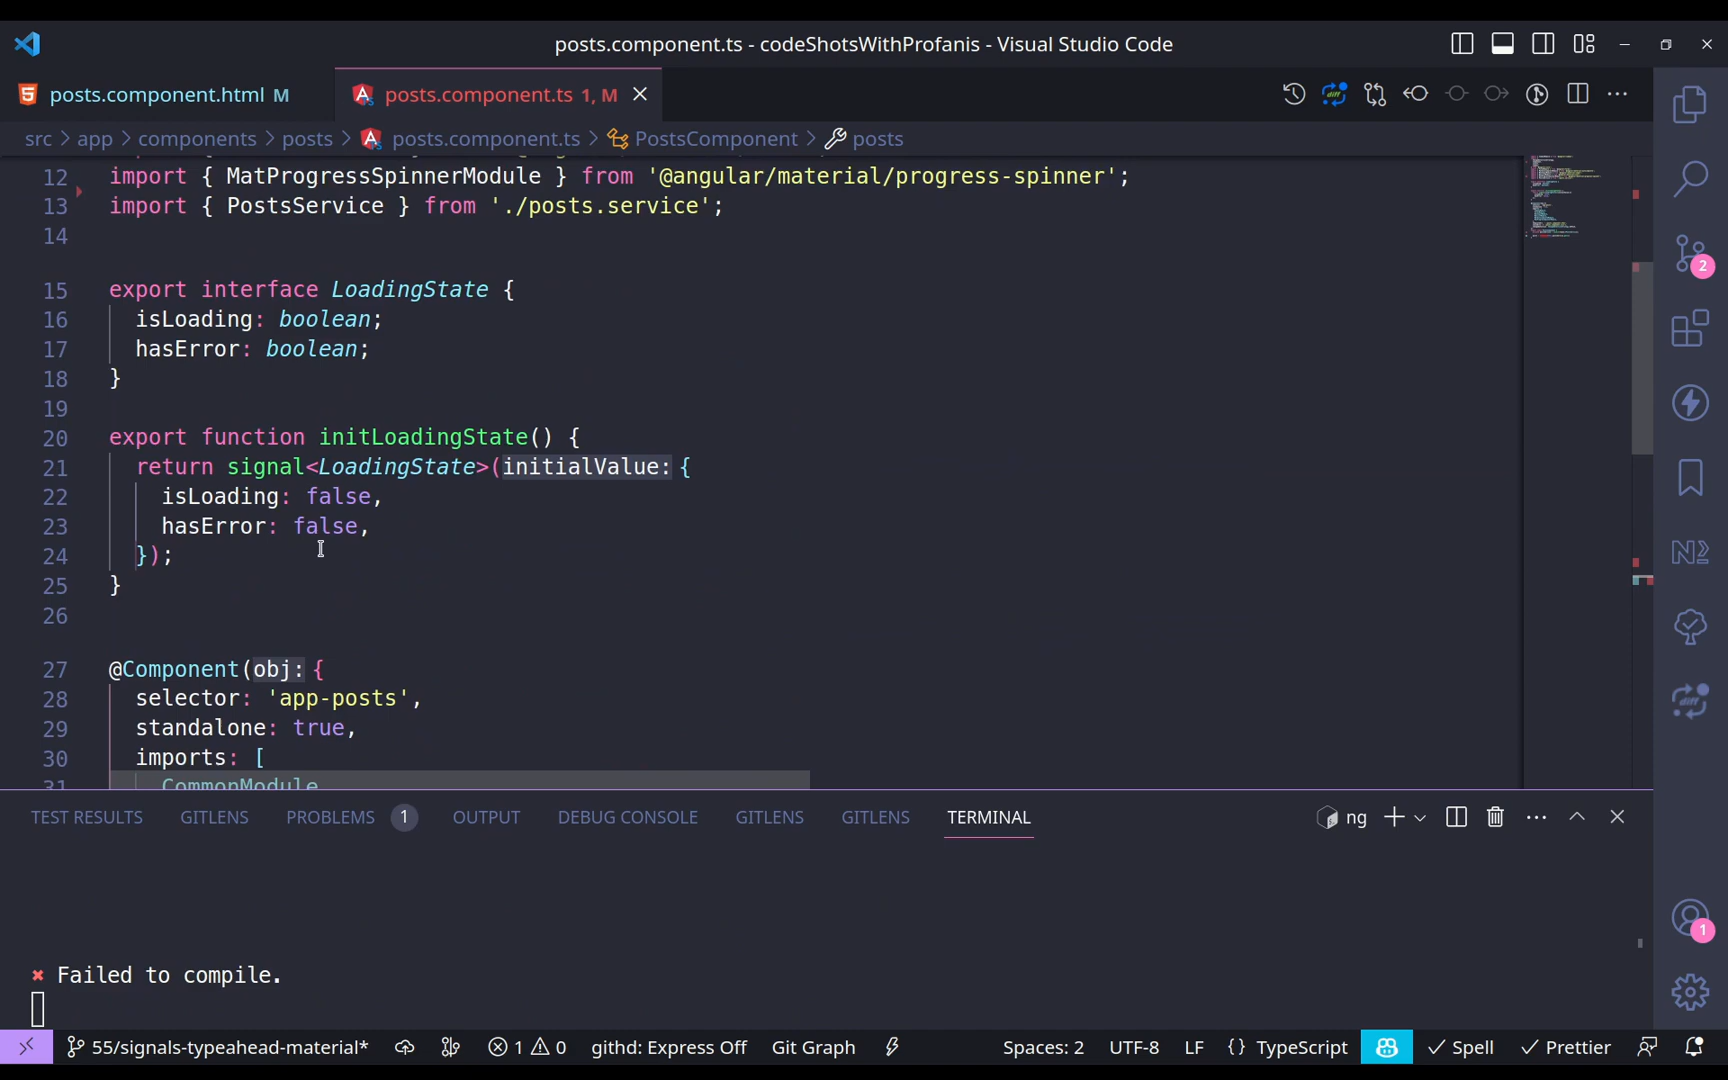 posts.component.ts - codeShotsWithProfanis - Visual Studio Code
posts.component.html M
posts.component.ts 1, M
src > app > components > posts > posts.component.ts > PostsComponent > posts
12 import { MatProgressSpinnerModule } from '@angular/material/progress-spinner';
13 import { PostsService } from './posts.service';
14
15 export interface LoadingState {
16 isLoading: boolean;
17 hasError: boolean;
18 }
19
20 export function initLoadingState() {
21 return signal<LoadingState>(initialValue: {
22 isLoading: false,
23 hasError: false,
24 });
25 }
26
27 @Component(obj: {
28 selector: 'app-posts',
29 standalone: true,
30 imports: [
31 CommonModule
2
1
TEST RESULTS GITLENS PROBLEMS 1 OUTPUT DEBUG CONSOLE GITLENS GITLENS TERMINAL
ng
✖ Failed to compile.
55/signals-typeahead-material* 1 0 githd: Express Off Git Graph Spaces: 2 UTF-8 LF {} TypeScript Spell Prettier